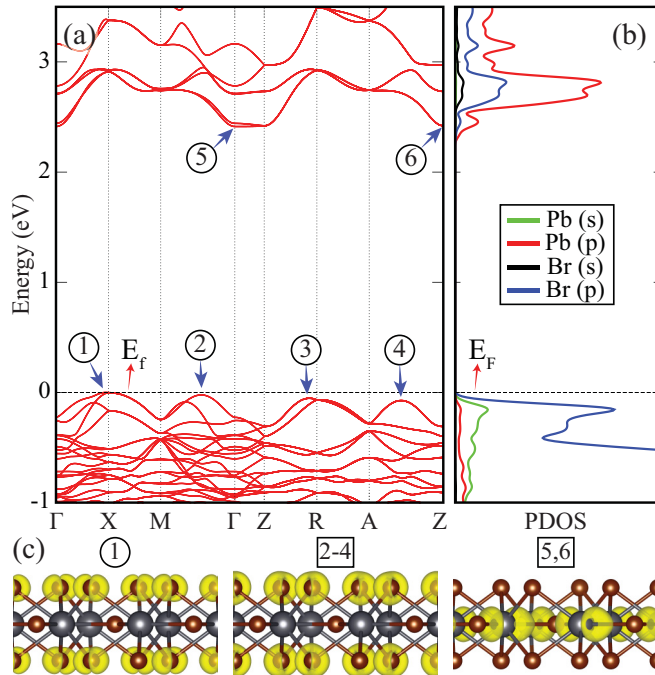 (a)
(b)
3
2
1
0
-1
Energy (eV)
5
6
Pb (s)
Pb (p)
Br (s)
Br (p)
1
E_f
2
3
4
E_F
Γ X M Γ Z R A Z PDOS
(c)
1
2-4
5,6